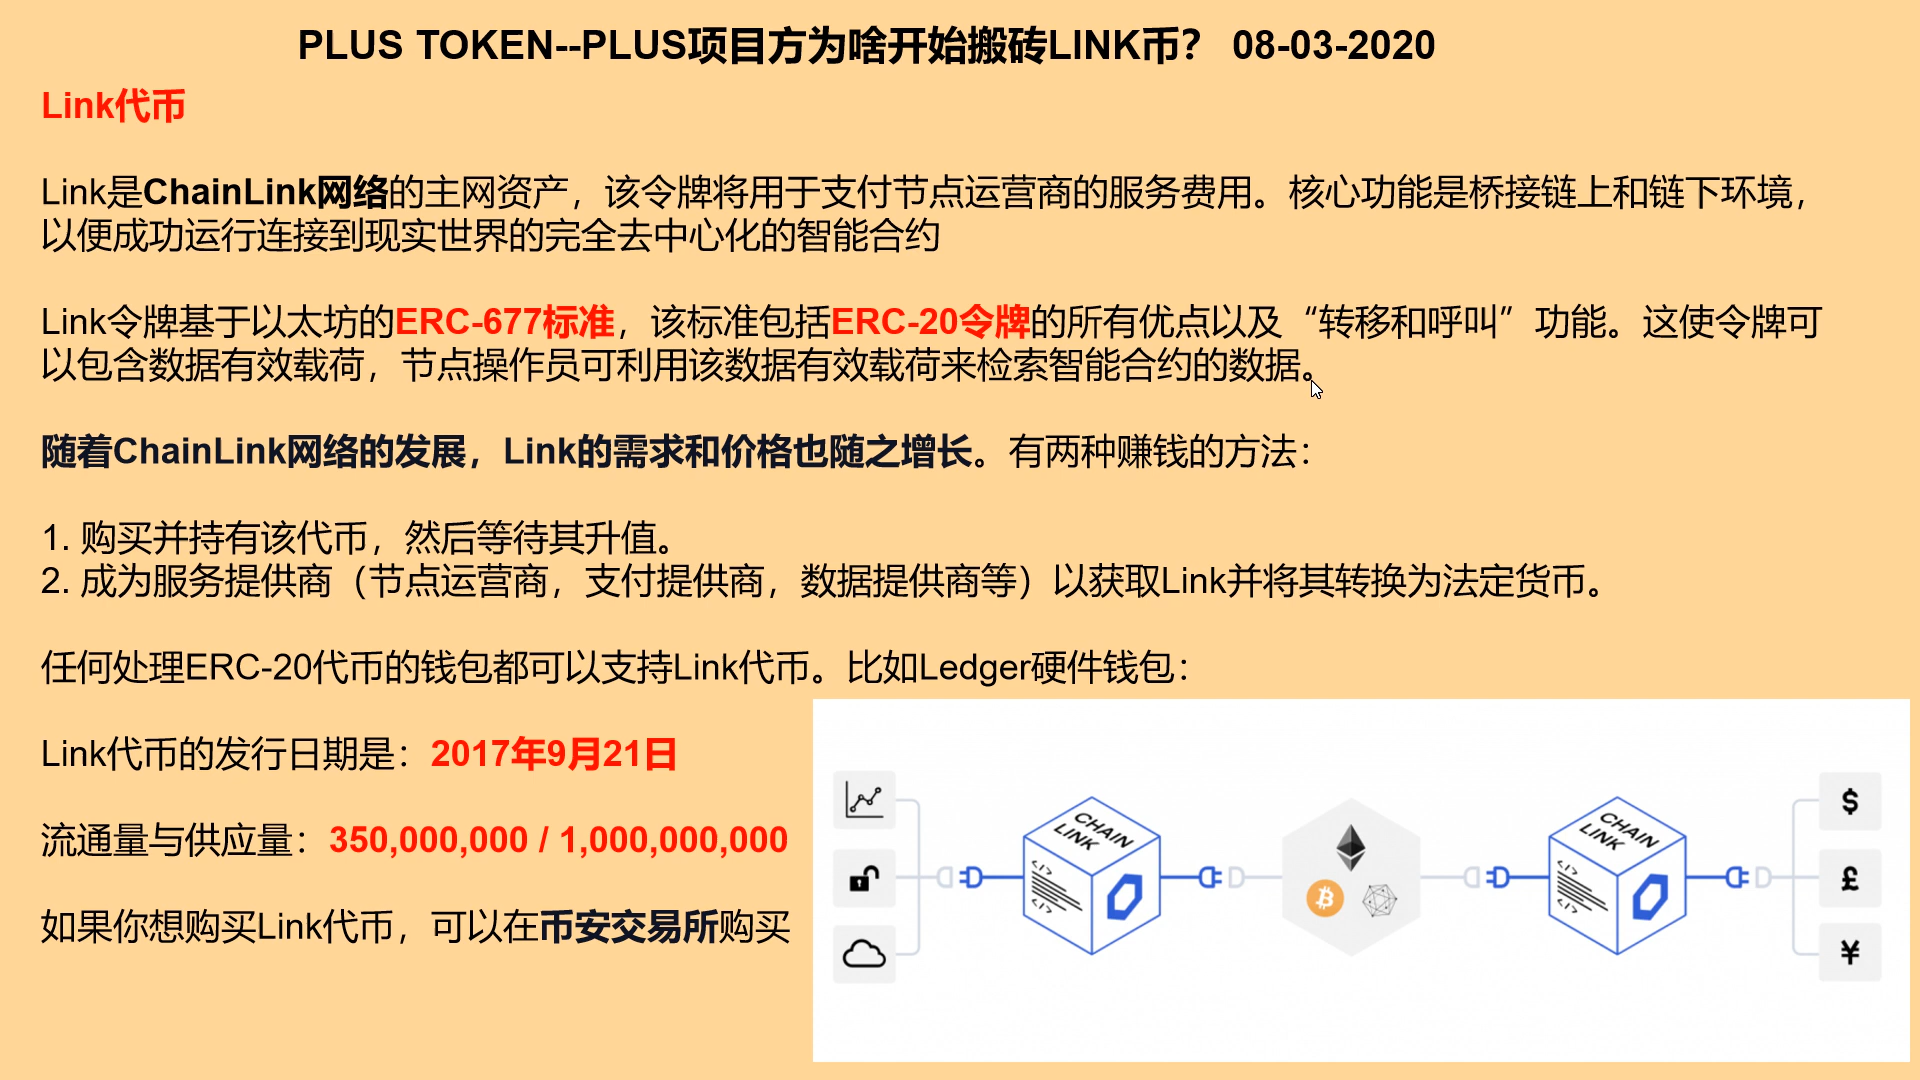 PLUS TOKEN--PLUS项目方为啥开始搬砖LINK币？ 08-03-2020
Link代币
Link是ChainLink网络的主网资产，该令牌将用于支付节点运营商的服务费用。核心功能是桥接链上和链下环境，
以便成功运行连接到现实世界的完全去中心化的智能合约
Link令牌基于以太坊的ERC-677标准，该标准包括ERC-20令牌的所有优点以及“转移和呼叫”功能。这使令牌可
以包含数据有效载荷，节点操作员可利用该数据有效载荷来检索智能合约的数据。
随着ChainLink网络的发展，Link的需求和价格也随之增长。有两种赚钱的方法：
1. 购买并持有该代币，然后等待其升值。
2. 成为服务提供商（节点运营商，支付提供商，数据提供商等）以获取Link并将其转换为法定货币。
任何处理ERC-20代币的钱包都可以支持Link代币。比如Ledger硬件钱包：
Link代币的发行日期是：2017年9月21日
流通量与供应量：350,000,000 / 1,000,000,000
如果你想购买Link代币，可以在币安交易所购买
CHAIN
LINK
</>
</>
CHAIN
LINK
</>
</>
$
£
¥